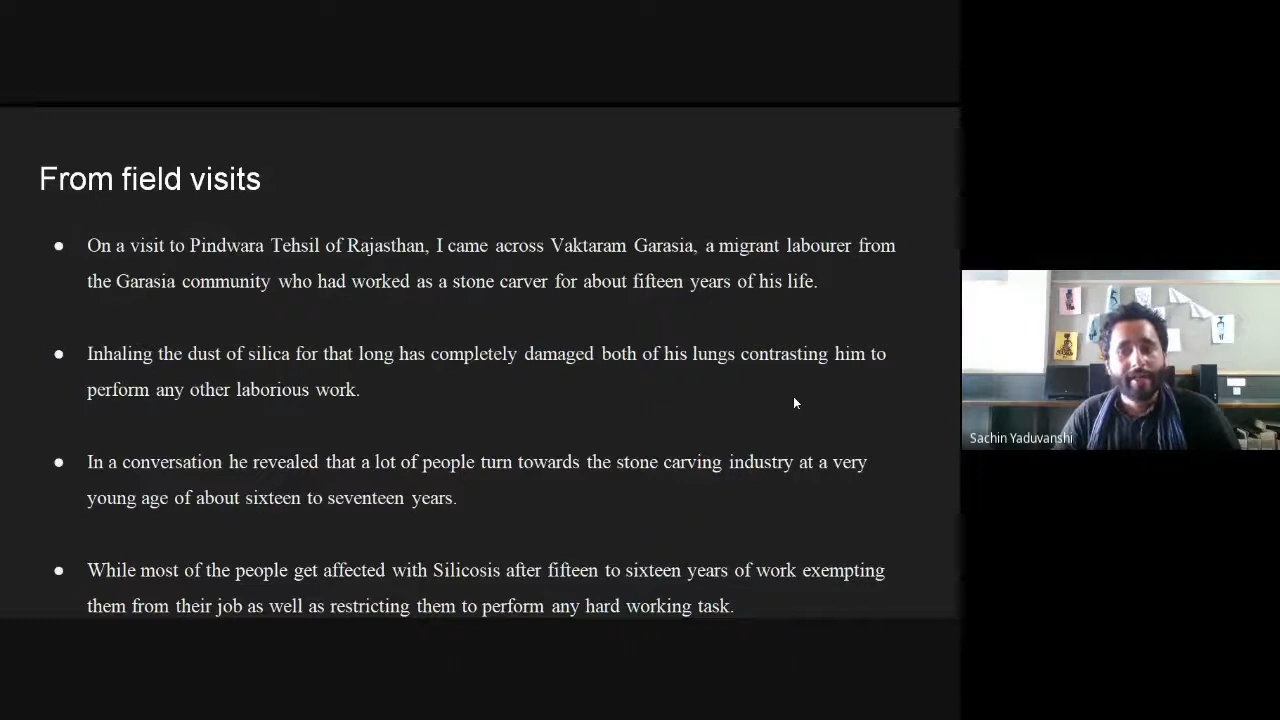 From field visits
● On a visit to Pindwara Tehsil of Rajasthan, I came across Vaktaram Garasia, a migrant labourer from
the Garasia community who had worked as a stone carver for about fifteen years of his life.
● Inhaling the dust of silica for that long has completely damaged both of his lungs contrasting him to
perform any other laborious work.
● In a conversation he revealed that a lot of people turn towards the stone carving industry at a very
young age of about sixteen to seventeen years.
● While most of the people get affected with Silicosis after fifteen to sixteen years of work exempting
them from their job as well as restricting them to perform any hard working task.
Sachin Yaduvanshi